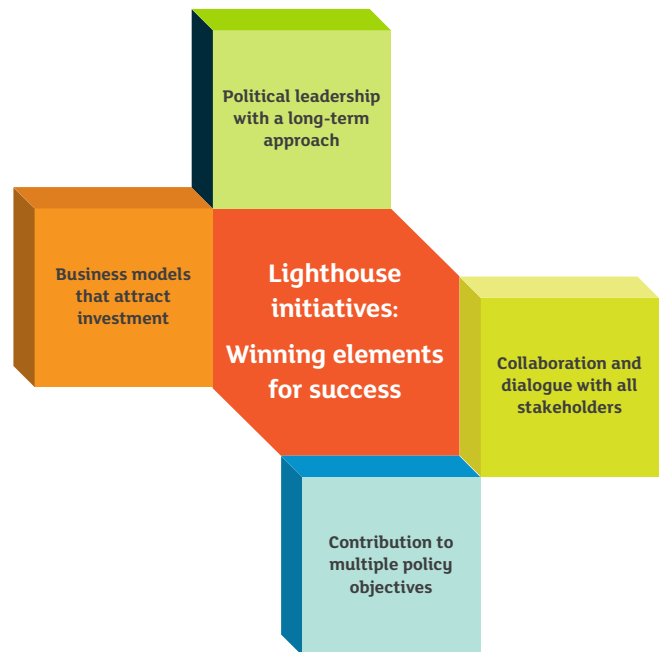 Political leadership
with a long-term
approach
Business models
that attract
investment
Lighthouse
initiatives:
Winning elements
for success
Collaboration and
dialogue with all
stakeholders
Contribution to
multiple policy
objectives